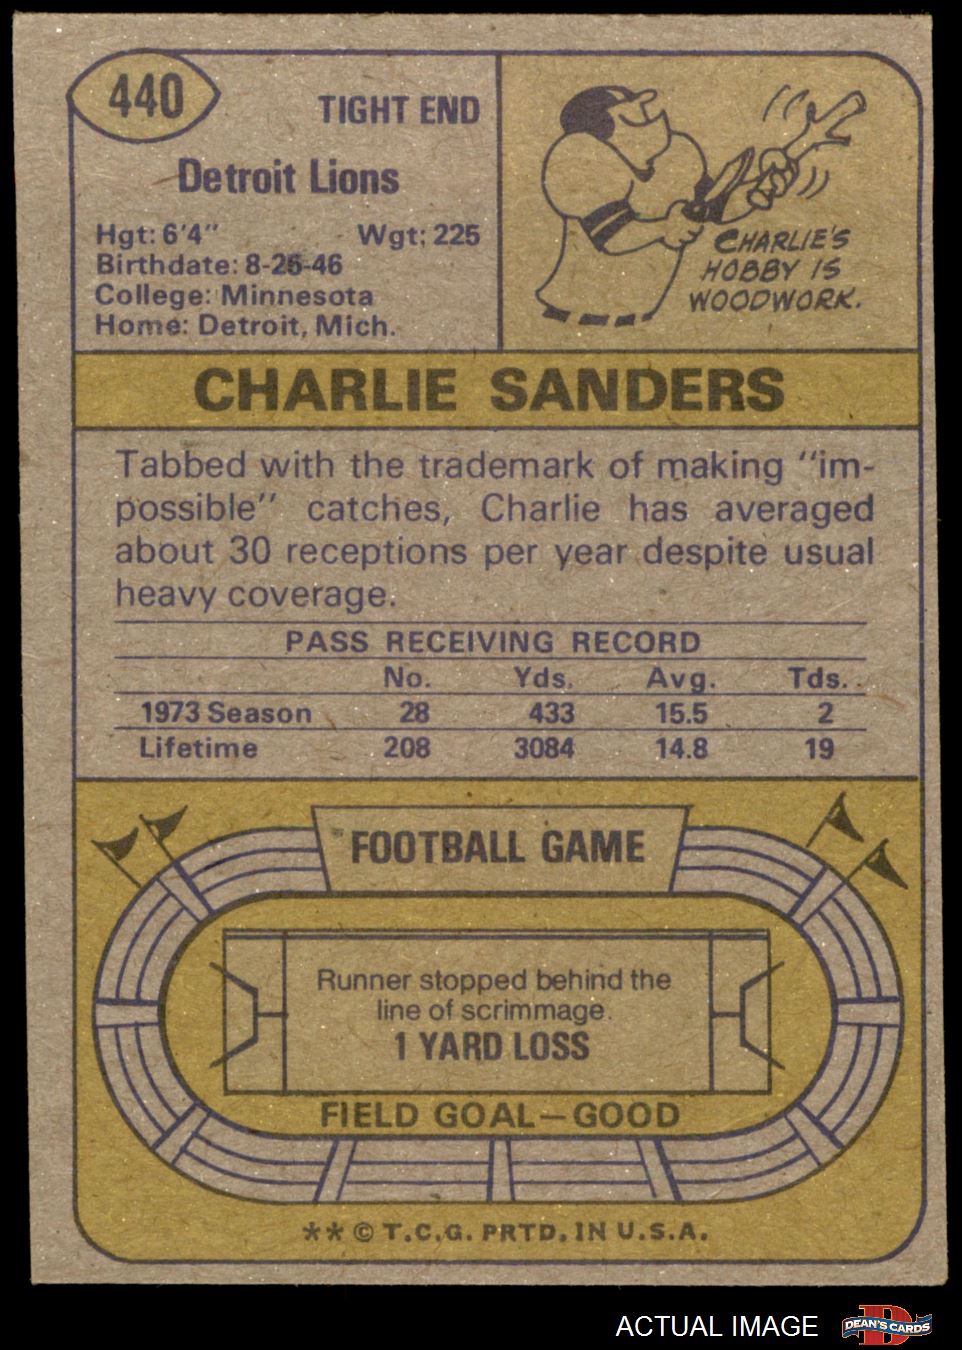 440
TIGHT END
Detroit Lions
Hgt: 6'4" Wgt: 225
Birthdate: 8-25-46
College: Minnesota
Home: Detroit, Mich.
CHARLIE'S
HOBBY IS
WOODWORK.
CHARLIE SANDERS
Tabbed with the trademark of making "im-
possible" catches, Charlie has averaged
about 30 receptions per year despite usual
heavy coverage.
PASS RECEIVING RECORD
No. Yds. Avg. Tds.
1973 Season 28 433 15.5 2
Lifetime 208 3084 14.8 19
FOOTBALL GAME
Runner stopped behind the
line of scrimmage.
1 YARD LOSS
FIELD GOAL—GOOD
** © T.C.G. PRTD. IN U.S.A.
ACTUAL IMAGE
DEAN'S CARDS